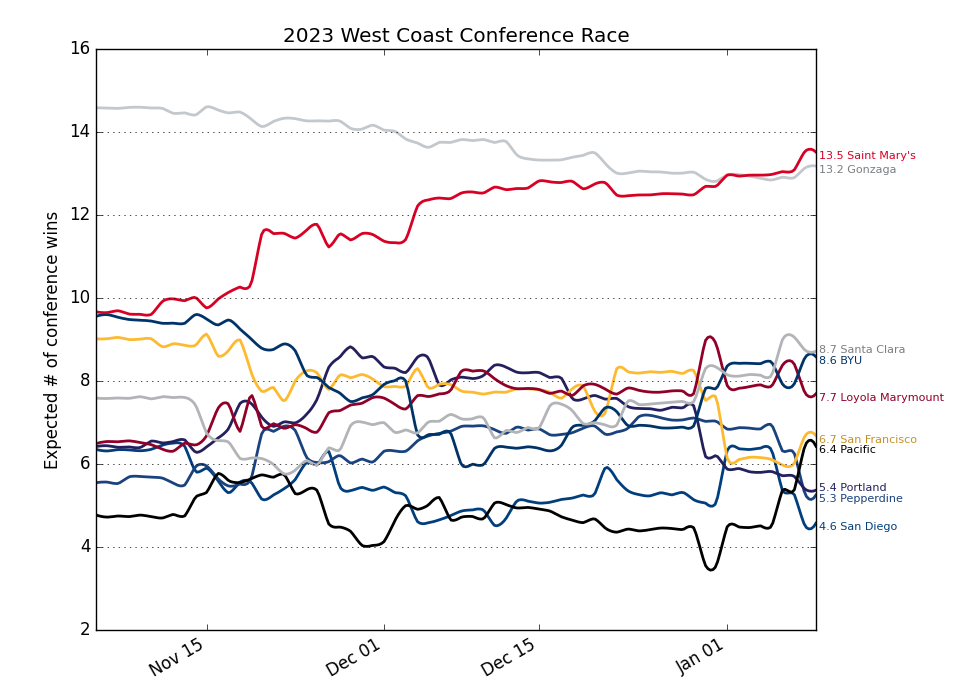 2023 West Coast Conference Race
Expected # of conference wins
16
14
12
10
8
6
4
2
Nov 15
Dec 01
Dec 15
Jan 01
13.5 Saint Mary's
13.2 Gonzaga
8.7 Santa Clara
8.6 BYU
7.7 Loyola Marymount
6.7 San Francisco
6.4 Pacific
5.4 Portland
5.3 Pepperdine
4.6 San Diego